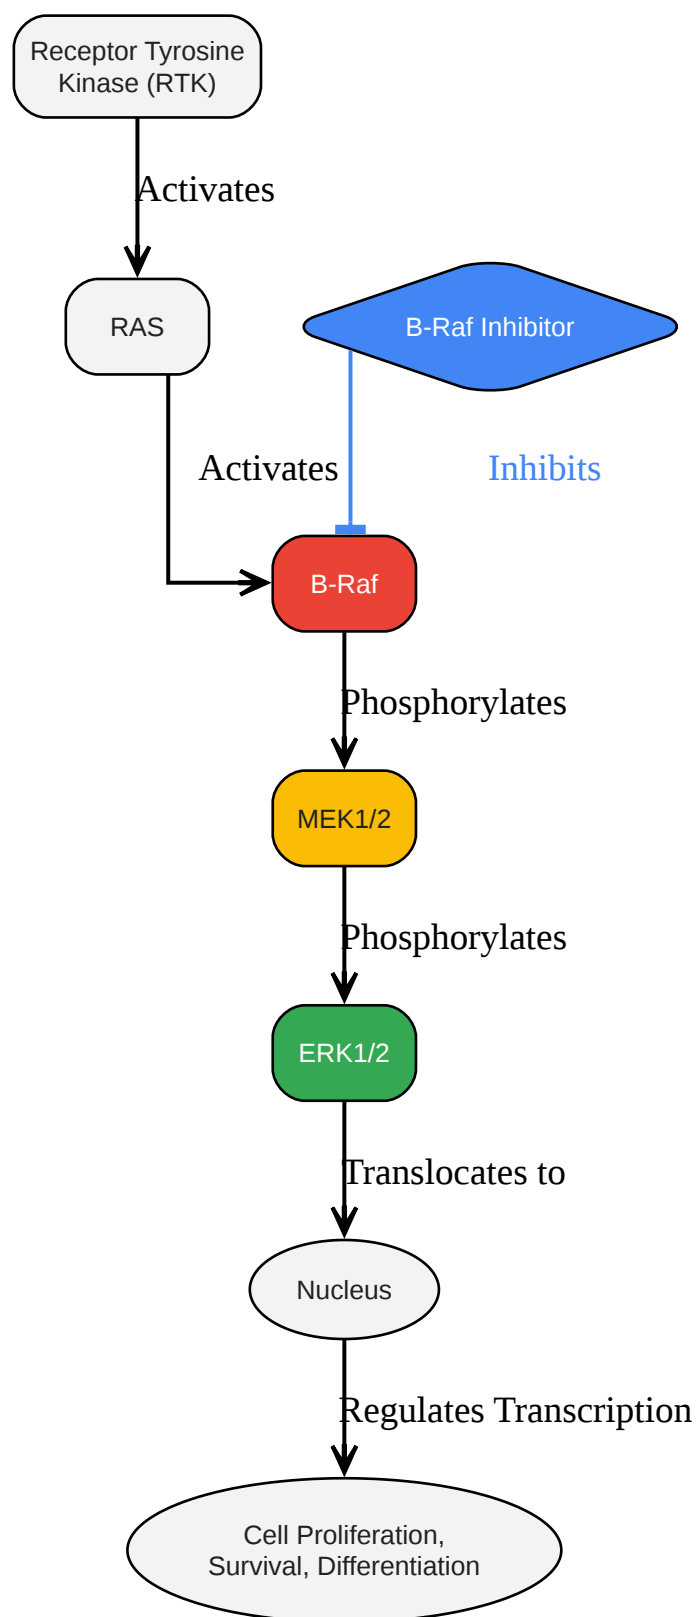 Receptor Tyrosine
Kinase (RTK)
Activates
RAS
B-Raf Inhibitor
Activates
Inhibits
B-Raf
Phosphorylates
MEK1/2
Phosphorylates
ERK1/2
Translocates to
Nucleus
Regulates Transcription
Cell Proliferation,
Survival, Differentiation